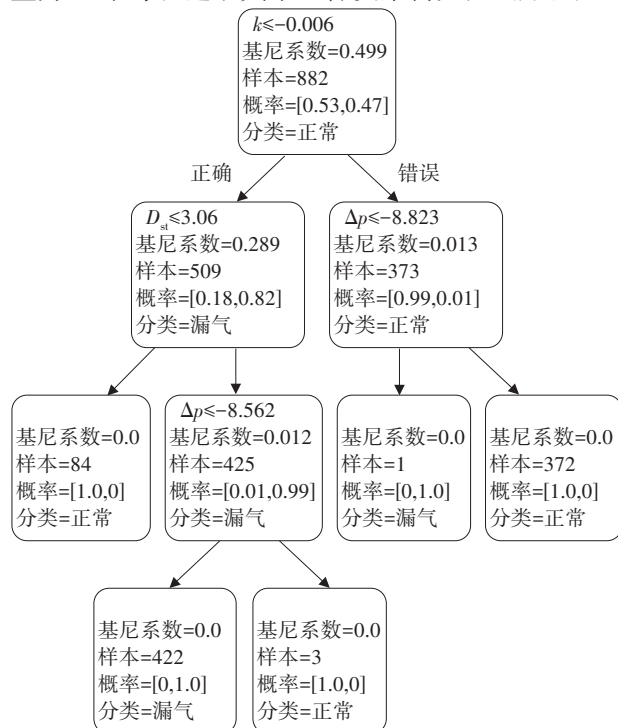 k≤-0.006
基尼系数=0.499
样本=882
概率=[0.53,0.47]
分类=正常
正确
错误
D_st≤3.06
基尼系数=0.289
样本=509
概率=[0.18,0.82]
分类=漏气
Δp≤-8.823
基尼系数=0.013
样本=373
概率=[0.99,0.01]
分类=正常
基尼系数=0.0
样本=84
概率=[1.0,0]
分类=正常
Δp≤-8.562
基尼系数=0.012
样本=425
概率=[0.01,0.99]
分类=漏气
基尼系数=0.0
样本=1
概率=[0,1.0]
分类=漏气
基尼系数=0.0
样本=372
概率=[1.0,0]
分类=正常
基尼系数=0.0
样本=422
概率=[0,1.0]
分类=漏气
基尼系数=0.0
样本=3
概率=[1.0,0]
分类=正常